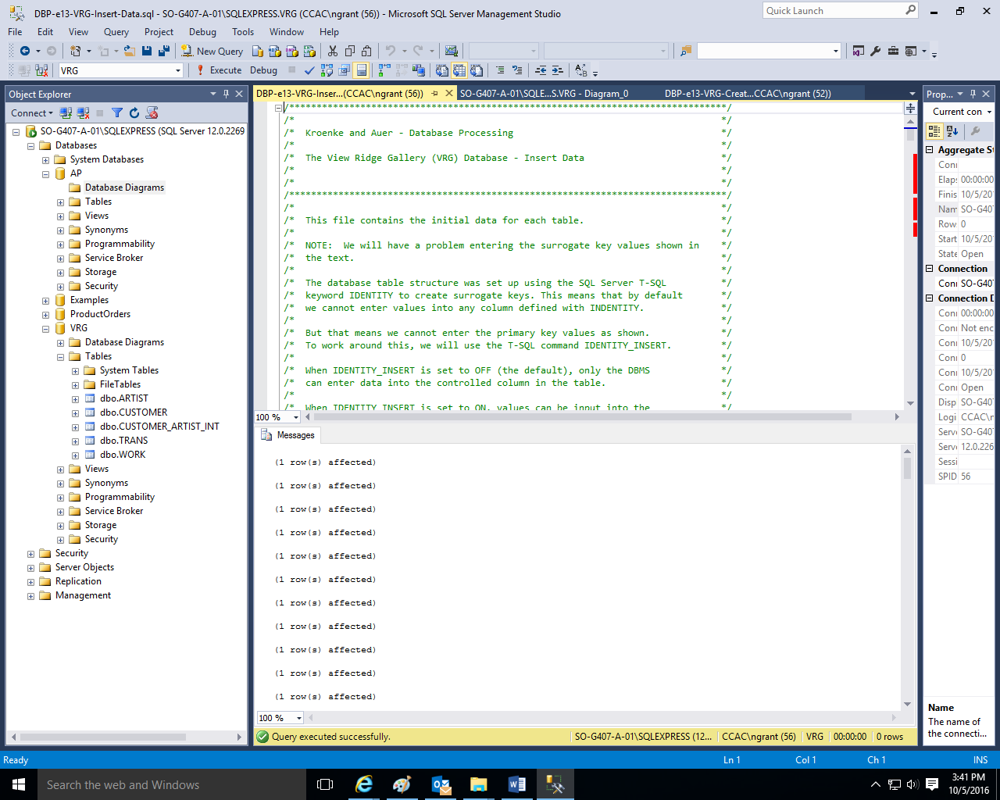 DBP-e13-VRG-Insert-Data.sql - SO-G407-A-01\SQLEXPRESS.VRG (CCAC\ngrant (56)) - Microsoft SQL Server Management Studio
Quick Launch
File Edit View Query Project Debug Tools Window Help
New Query
VRG
Execute Debug
Object Explorer
Connect
SO-G407-A-01\SQLEXPRESS (SQL Server 12.0.2269
Databases
System Databases
AP
Database Diagrams
Tables
Views
Synonyms
Programmability
Service Broker
Storage
Security
Examples
ProductOrders
VRG
Database Diagrams
Tables
System Tables
FileTables
dbo.ARTIST
dbo.CUSTOMER
dbo.CUSTOMER_ARTIST_INT
dbo.TRANS
dbo.WORK
Views
Synonyms
Programmability
Service Broker
Storage
Security
Security
Server Objects
Replication
Management
DBP-e13-VRG-Inser...(CCAC\ngrant (56)) SO-G407-A-01\SQLE...S.VRG - Diagram_0 DBP-e13-VRG-Creat...CCAC\ngrant (52))
/********************************************************************************/
/* */
/* Kroenke and Auer - Database Processing */
/* */
/* The View Ridge Gallery (VRG) Database - Insert Data */
/* */
/* */
/********************************************************************************/
/* */
/* This file contains the initial data for each table. */
/* */
/* NOTE: We will have a problem entering the surrogate key values shown in */
/* the text. */
/* */
/* The database table structure was set up using the SQL Server T-SQL */
/* keyword IDENTITY to create surrogate keys. This means that by default */
/* we cannot enter values into any column defined with INDENTITY. */
/* */
/* But that means we cannot enter the primary key values as shown. */
/* To work around this, we will use the T-SQL command IDENTITY_INSERT. */
/* */
/* When IDENTITY_INSERT is set to OFF (the default), only the DBMS */
/* can enter data into the controlled column in the table. */
/* */
/* When IDENTITY_INSERT is set to ON, values can be input into the */
100 %
Messages
(1 row(s) affected)
(1 row(s) affected)
(1 row(s) affected)
(1 row(s) affected)
(1 row(s) affected)
(1 row(s) affected)
(1 row(s) affected)
(1 row(s) affected)
(1 row(s) affected)
(1 row(s) affected)
(1 row(s) affected)
100 %
Query executed successfully. SO-G407-A-01\SQLEXPRESS (12... CCAC\ngrant (56) VRG 00:00:00 0 rows
Prop...
Current con
Aggregate S
Conn
Elap: 00:00:00
Finis 10/5/20
Nam SO-G40
Row: 0
Start 10/5/20
State Open
Connection
Conn SO-G40
Connection D
Conn 00:00:00
Conn Not enc
Conn 10/5/20
Conn 0
Conn 10/5/20
Conn Open
Disp SO-G40
Logi CCAC\n
Serve SO-G40
Serve 12.0.226
Sessi
SPID 56
Name
The name of
the connecti...
Ready Ln 1 Col 1 Ch 1 INS
Search the web and Windows
3:41 PM
10/5/2016